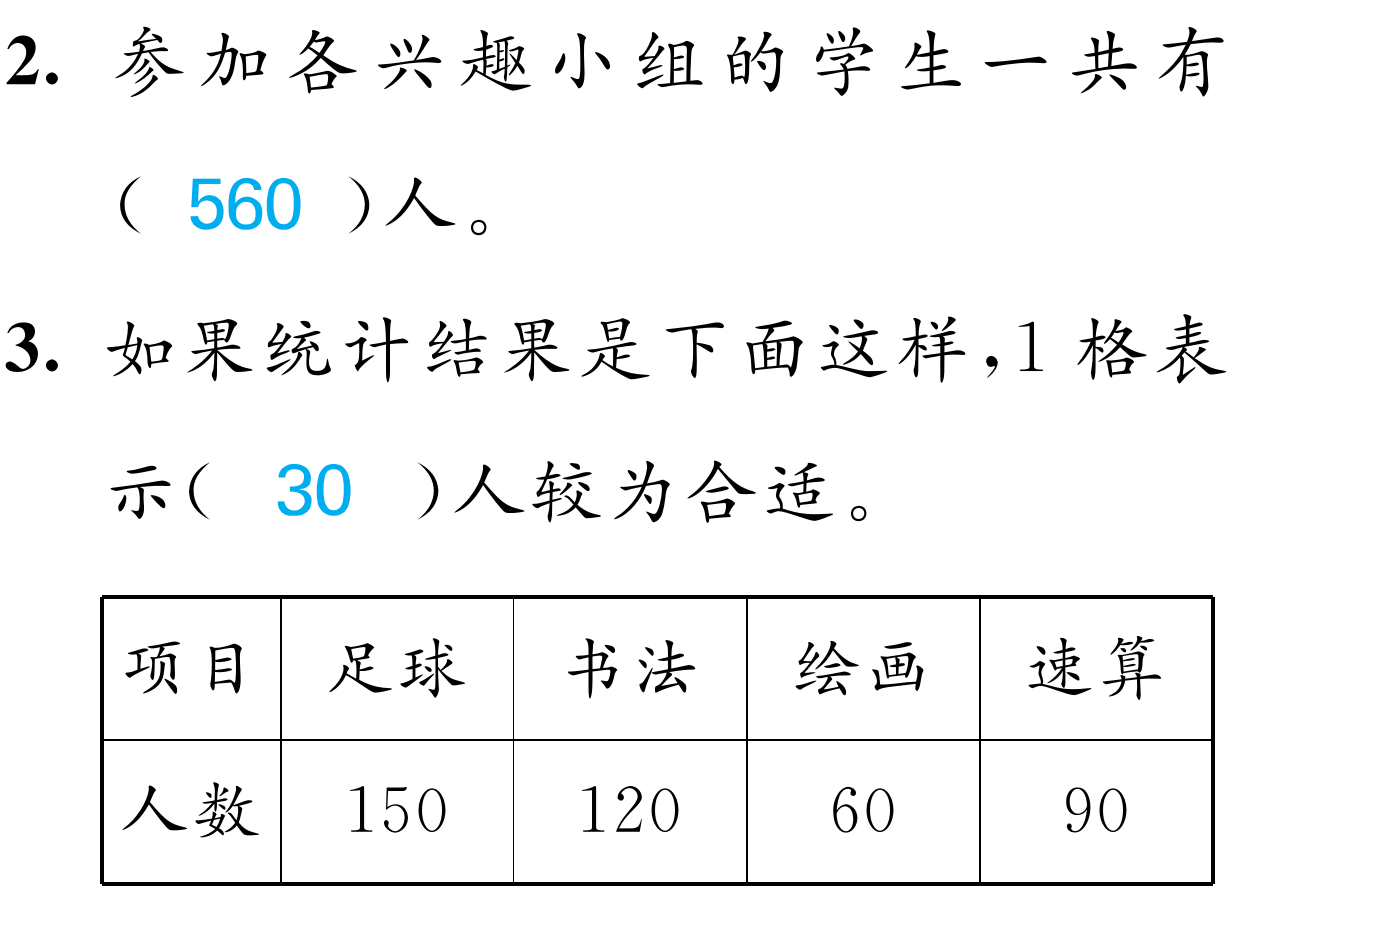 2. 参加各兴趣小组的学生一共有
( 560 )人。
3. 如果统计结果是下面这样,1 格表
示( 30 )人较为合适。
项目 足球 书法 绘画 速算
人数 150 120 60 90